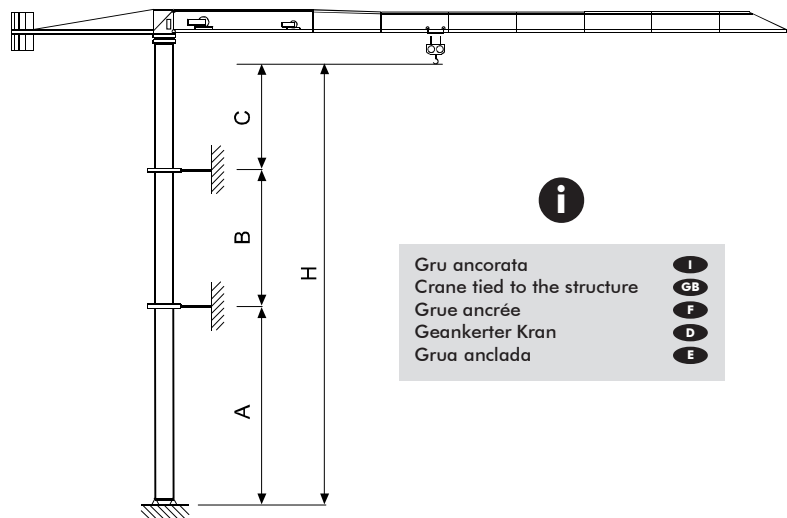 C
B
H
A
i
Gru ancorata I
Crane tied to the structure GB
Grue ancrée F
Geankerter Kran D
Grua anclada E